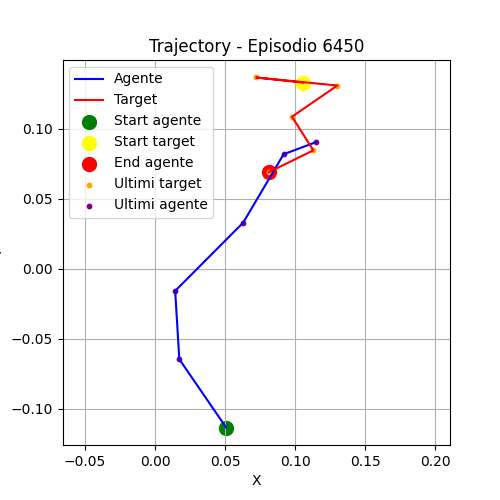 Trajectory - Episodio 6450
Agente
Target
Start agente
Start target
End agente
Ultimi target
Ultimi agente
0.10
0.05
0.00
−0.05
−0.10
−0.05
0.00
0.05
0.10
0.15
0.20
X